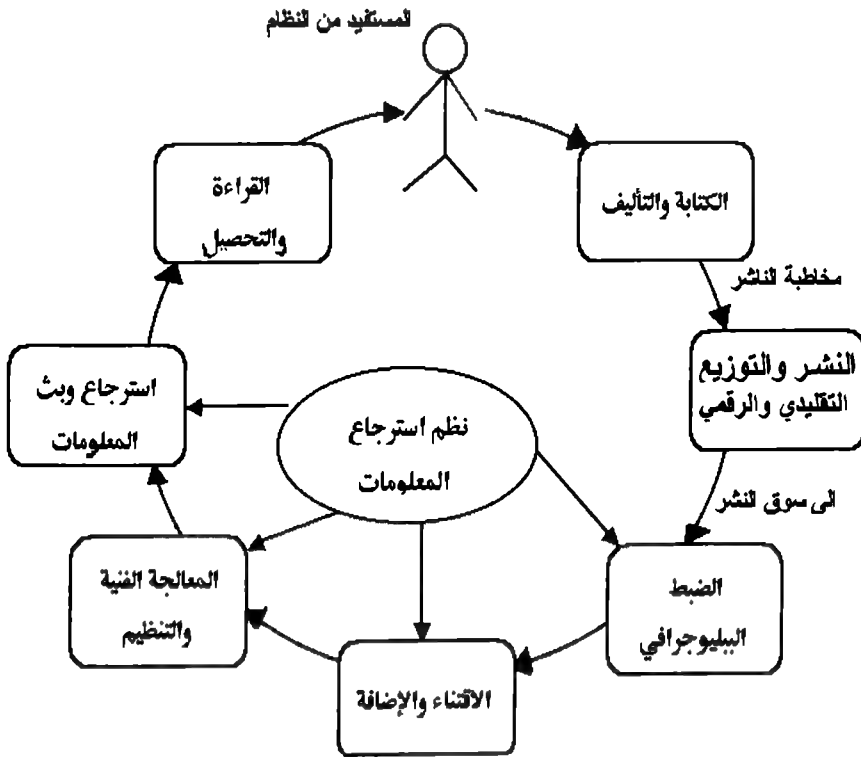 المستفيد من النظام
الكتابة والتأليف
القراءة
والتحصيل
مخاطبة الناشر
النشر والتوزيع
التقليدي والرقمي
استرجاع وبث
المعلومات
نظم استرجاع
المعلومات
الى سوق النشر
الضبط
الببليوجرافي
المعالجة الفنية
والتنظيم
الاقتناء والإضافة